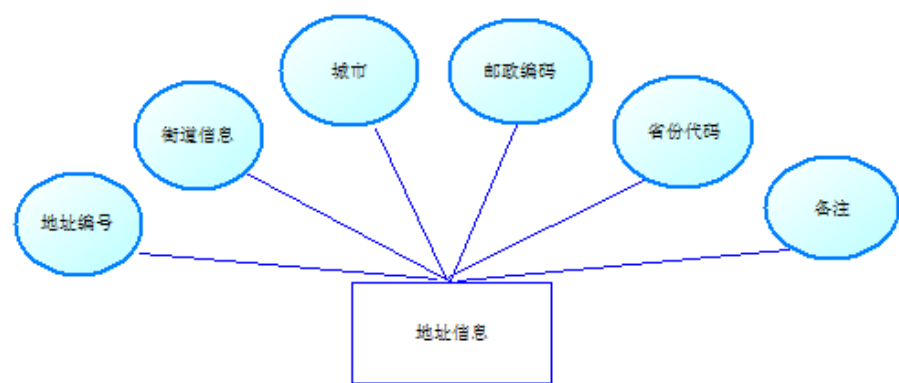 城市
邮政编码
街道信息
省份代码
地址编号
备注
地址信息